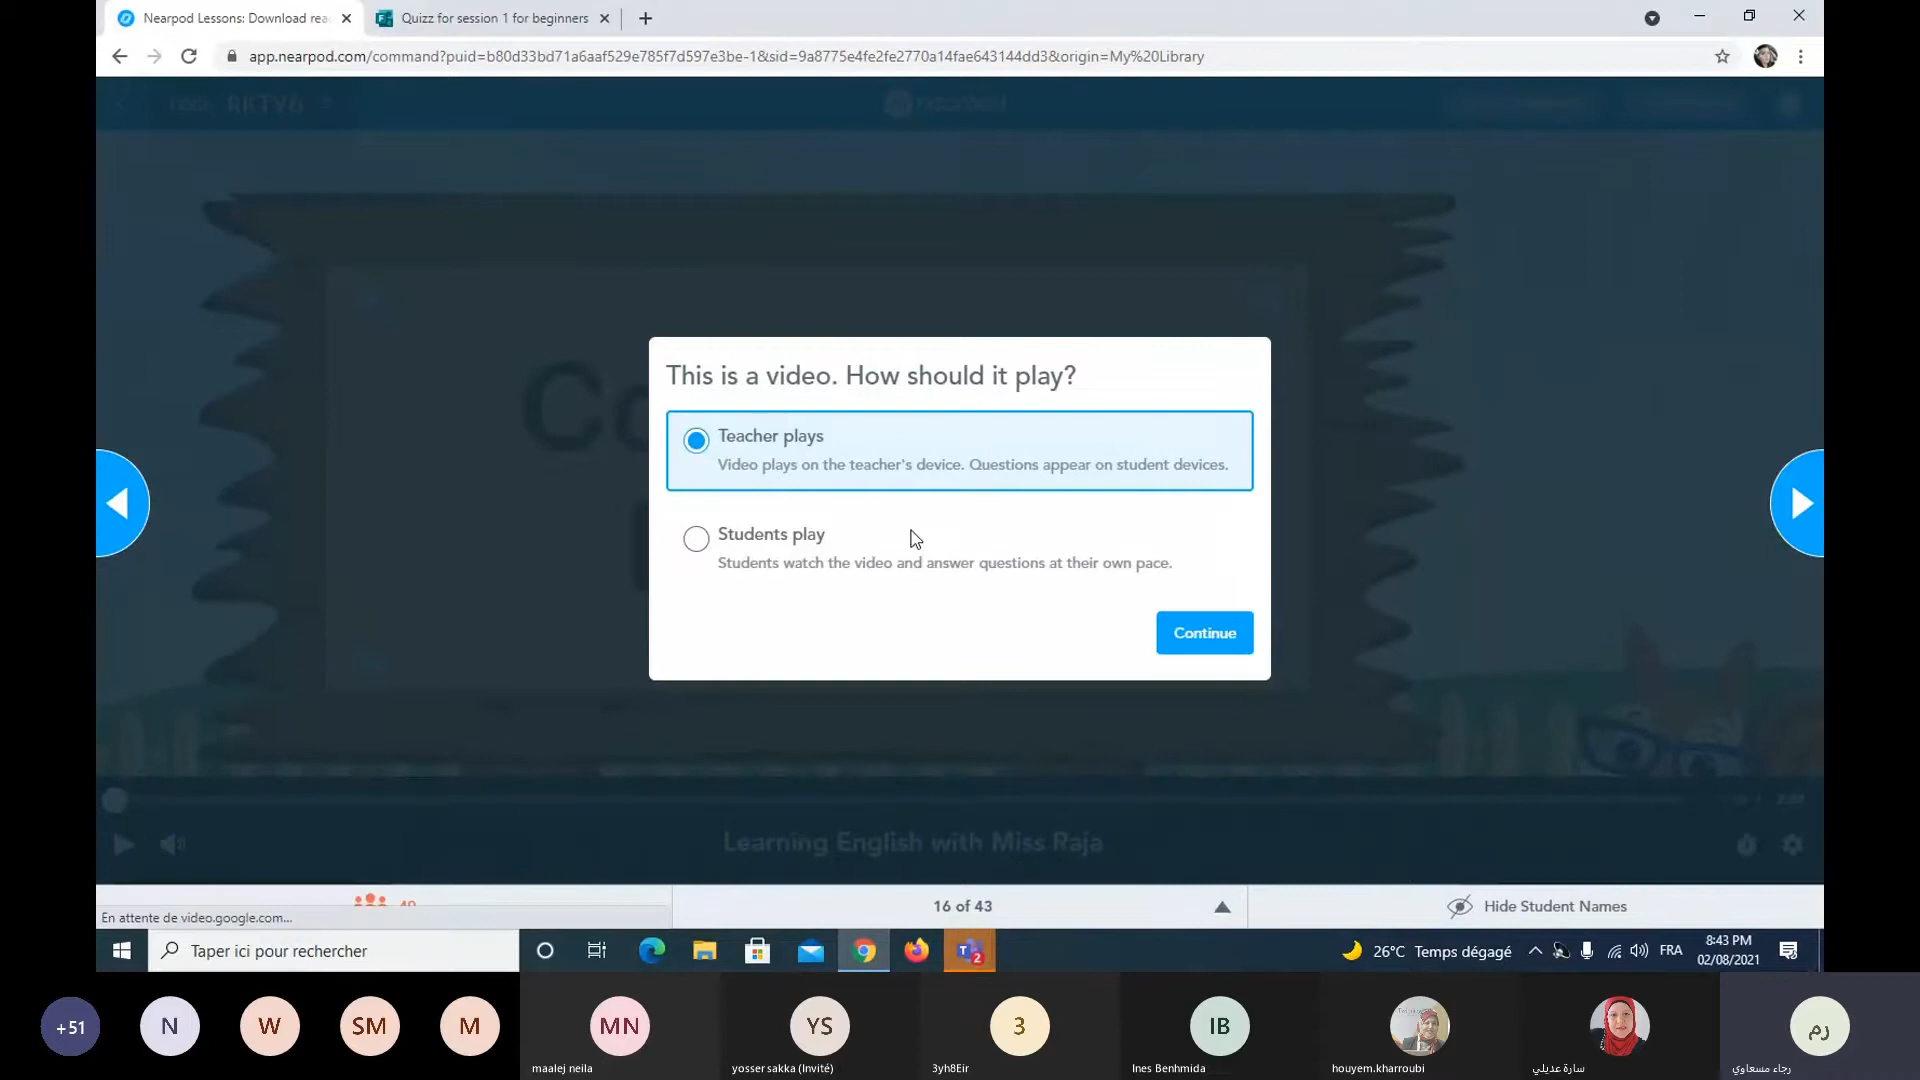 Nearpod Lessons: Download rea
Quizz for session 1 for beginners
app.nearpod.com/command?puid=b80d33bd71a6aaf529e785f7d597e3be-1&sid=9a8775e4fe2fe2770a14fae643144dd3&origin=My%20Library
RKTY6
Co
This is a video. How should it play?
Teacher plays
Video plays on the teacher's device. Questions appear on student devices.
Students play
Students watch the video and answer questions at their own pace.
Continue
Learning English with Miss Raja
16 of 43
Hide Student Names
En attente de video.google.com...
Taper ici pour rechercher
2
26°C Temps dégagé
FRA
8:43 PM
02/08/2021
+51
N
W
SM
M
MN
YS
3
IB
رم
maalej neila
yosser sakka (Invité)
3yh8Eir
Ines Benhmida
houyem.kharroubi
سارة عديلي
رجاء مسعاوي